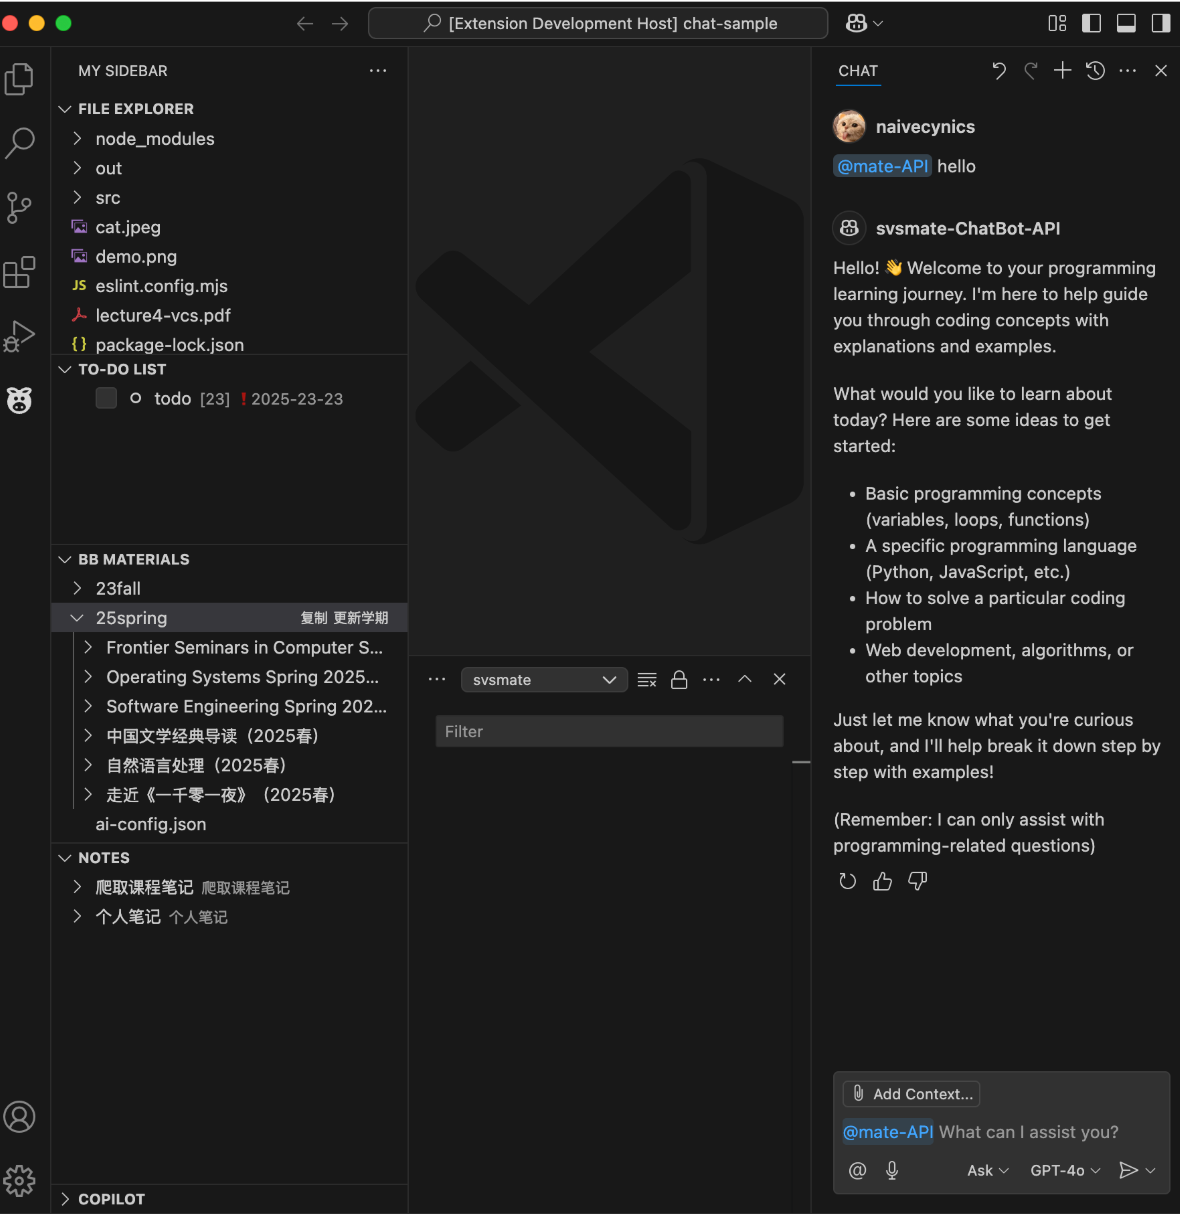 [Extension Development Host] chat-sample
MY SIDEBAR
FILE EXPLORER
node_modules
out
src
cat.jpeg
demo.png
JS eslint.config.mjs
lecture4-vcs.pdf
{} package-lock.json
TO-DO LIST
todo [23] ❗2025-23-23
BB MATERIALS
23fall
25spring 复制 更新学期
Frontier Seminars in Computer S...
Operating Systems Spring 2025...
Software Engineering Spring 202...
中国文学经典导读（2025春）
自然语言处理（2025春）
走近《一千零一夜》（2025春）
ai-config.json
NOTES
爬取课程笔记 爬取课程笔记
个人笔记 个人笔记
COPILOT
svsmate
Filter
CHAT
naivecynics
@mate-API hello
svsmate-ChatBot-API
Hello! 👋 Welcome to your programming
learning journey. I'm here to help guide
you through coding concepts with
explanations and examples.
What would you like to learn about
today? Here are some ideas to get
started:
• Basic programming concepts
(variables, loops, functions)
• A specific programming language
(Python, JavaScript, etc.)
• How to solve a particular coding
problem
• Web development, algorithms, or
other topics
Just let me know what you're curious
about, and I'll help break it down step by
step with examples!
(Remember: I can only assist with
programming-related questions)
Add Context...
@mate-API What can I assist you?
@ Ask GPT-4o